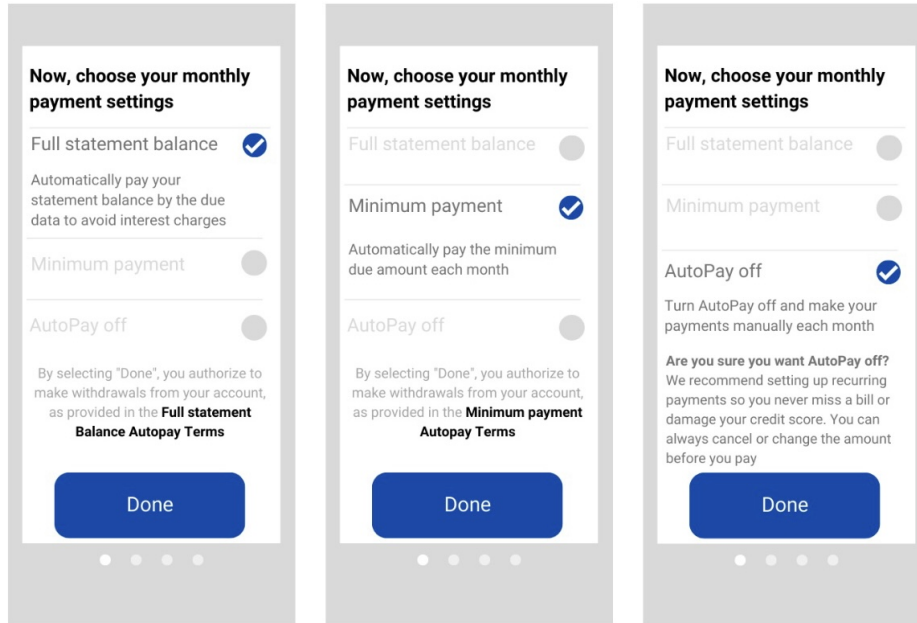 Now, choose your monthly
payment settings
Full statement balance
Automatically pay your
statement balance by the due
data to avoid interest charges
Minimum payment
AutoPay off
By selecting "Done", you authorize to
make withdrawals from your account,
as provided in the Full statement
Balance Autopay Terms
Done
Now, choose your monthly
payment settings
Full statement balance
Minimum payment
Automatically pay the minimum
due amount each month
AutoPay off
By selecting "Done", you authorize to
make withdrawals from your account,
as provided in the Minimum payment
Autopay Terms
Done
Now, choose your monthly
payment settings
Full statement balance
Minimum payment
AutoPay off
Turn AutoPay off and make your
payments manually each month
Are you sure you want AutoPay off?
We recommend setting up recurring
payments so you never miss a bill or
damage your credit score. You can
always cancel or change the amount
before you pay
Done